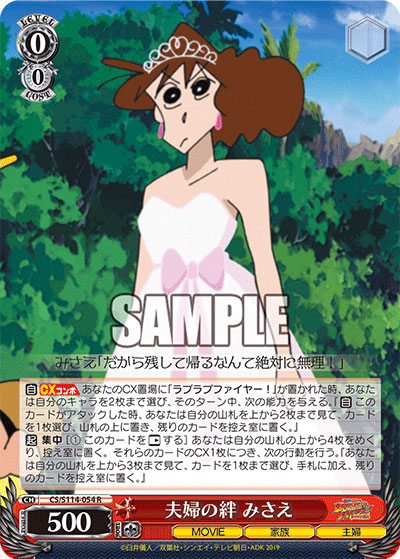 LEVEL
0
0
COST
SAMPLE
みさえ「だから残して帰るなんて絶対に無理!」
自 CXコンボ あなたのCX置場に「ラブラブファイヤー!」が置かれた時、あなたは自分のキャラを2枚まで選び、そのターン中、次の能力を与える。『自 このカードがアタックした時、あなたは自分の山札を上から2枚まで見て、カードを1枚選び、山札の上に置き、残りのカードを控え室に置く。』
起 集中 [① このカードを する] あなたは自分の山札の上から4枚をめくり、控え室に置く。それらのカードのCX1枚につき、次の行動を行う。『あなたは自分の山札を上から3枚まで見て、カードを1枚まで選び、手札に加え、残りのカードを控え室に置く。』
CH
CS/S114-054 R
POWER
500
夫婦の絆 みさえ
MOVIE
家族
主婦
©臼井儀人/双葉社・シンエイ・テレビ朝日・ADK 2019